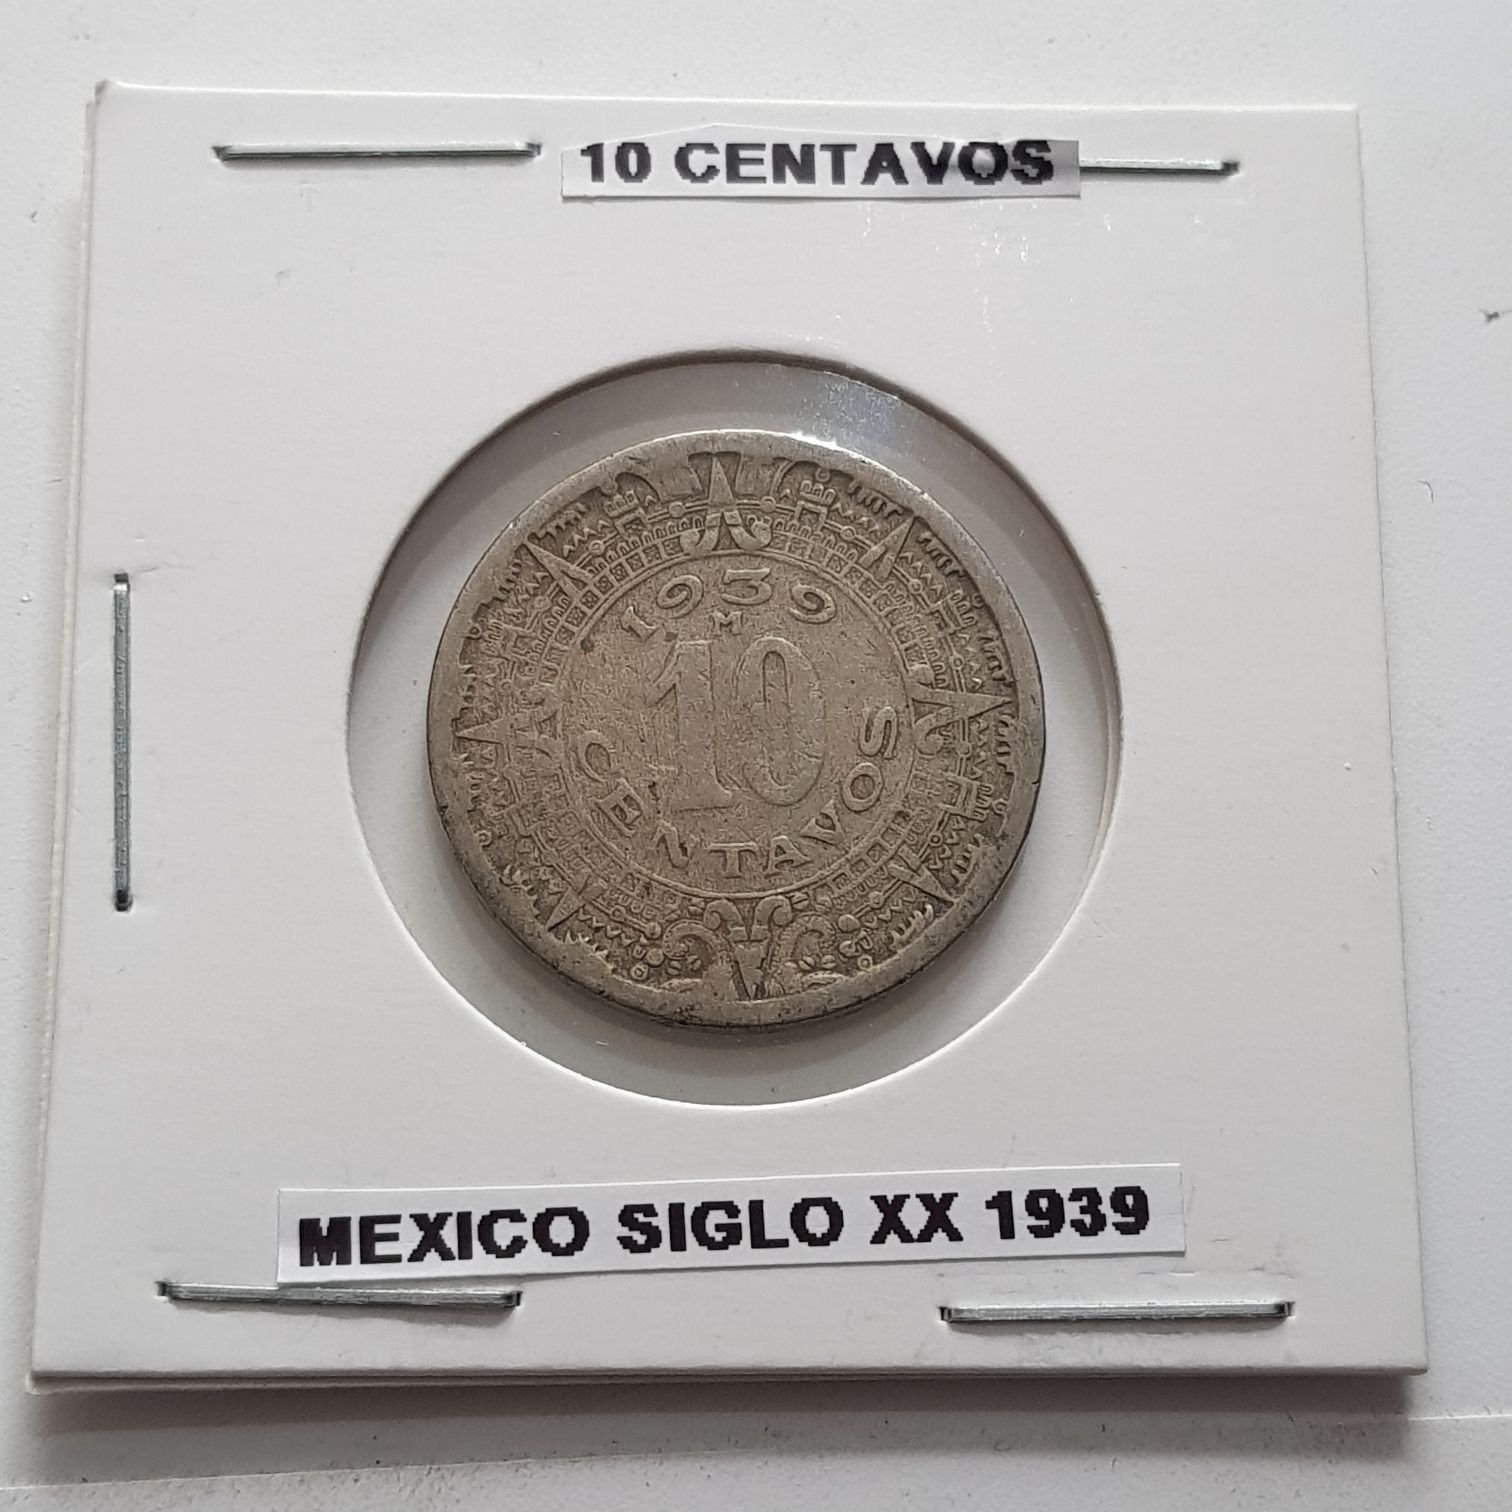 10 CENTAVOS
1939
M
10
CENTAVOS
MEXICO SIGLO XX 1939